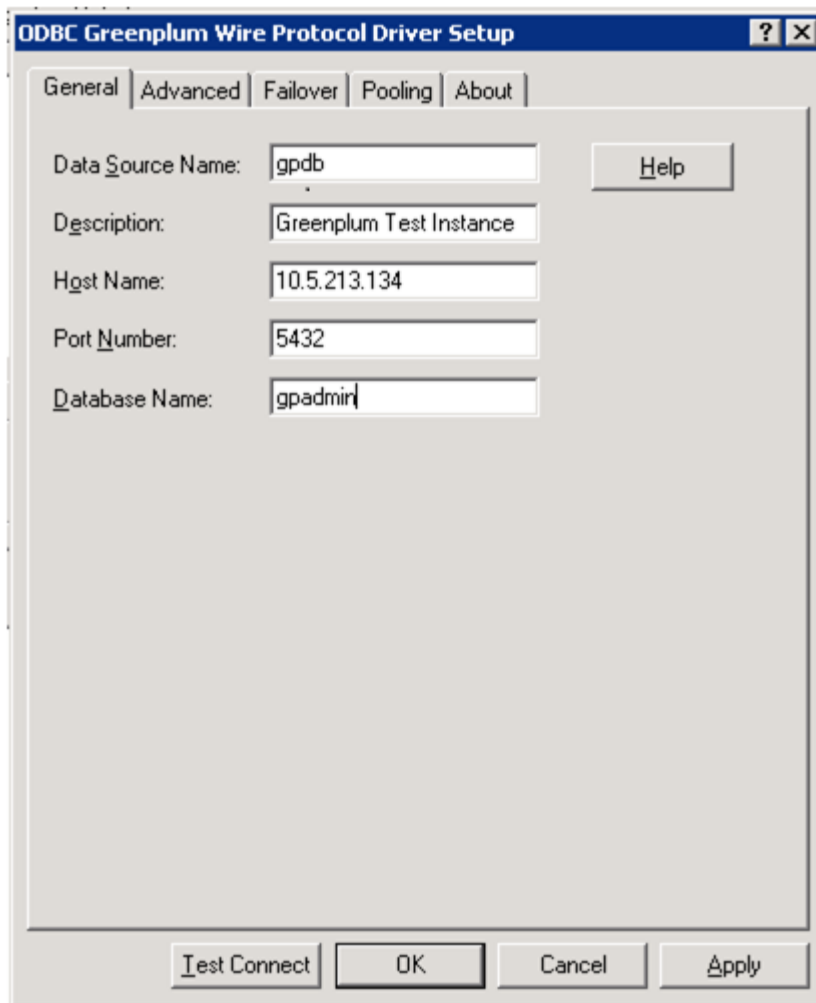 ODBC Greenplum Wire Protocol Driver Setup
General Advanced Failover Pooling About
Data Source Name: gpdb Help
Description: Greenplum Test Instance
Host Name: 10.5.213.134
Port Number: 5432
Database Name: gpadmin
Test Connect OK Cancel Apply